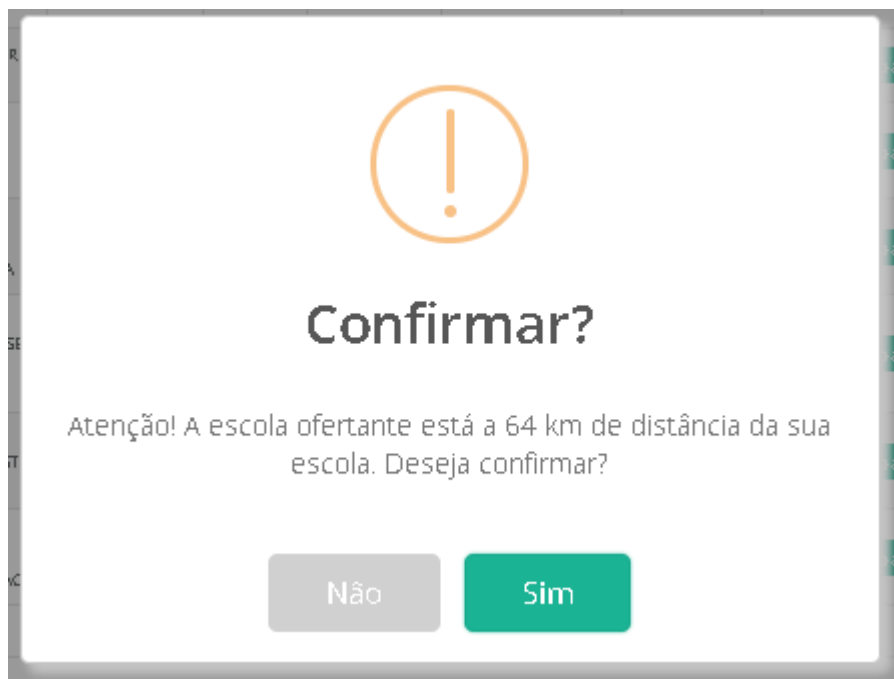 Confirmar?
Atenção! A escola ofertante está a 64 km de distância da sua
escola. Deseja confirmar?
Não
Sim